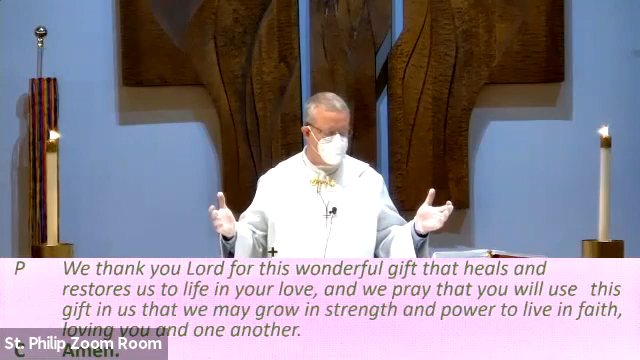 P We thank you Lord for this wonderful gift that heals and
restores us to life in your love, and we pray that you will use this
gift in us that we may grow in strength and power to live in faith,
loving you and one another.
C Amen.
St. Philip Zoom Room